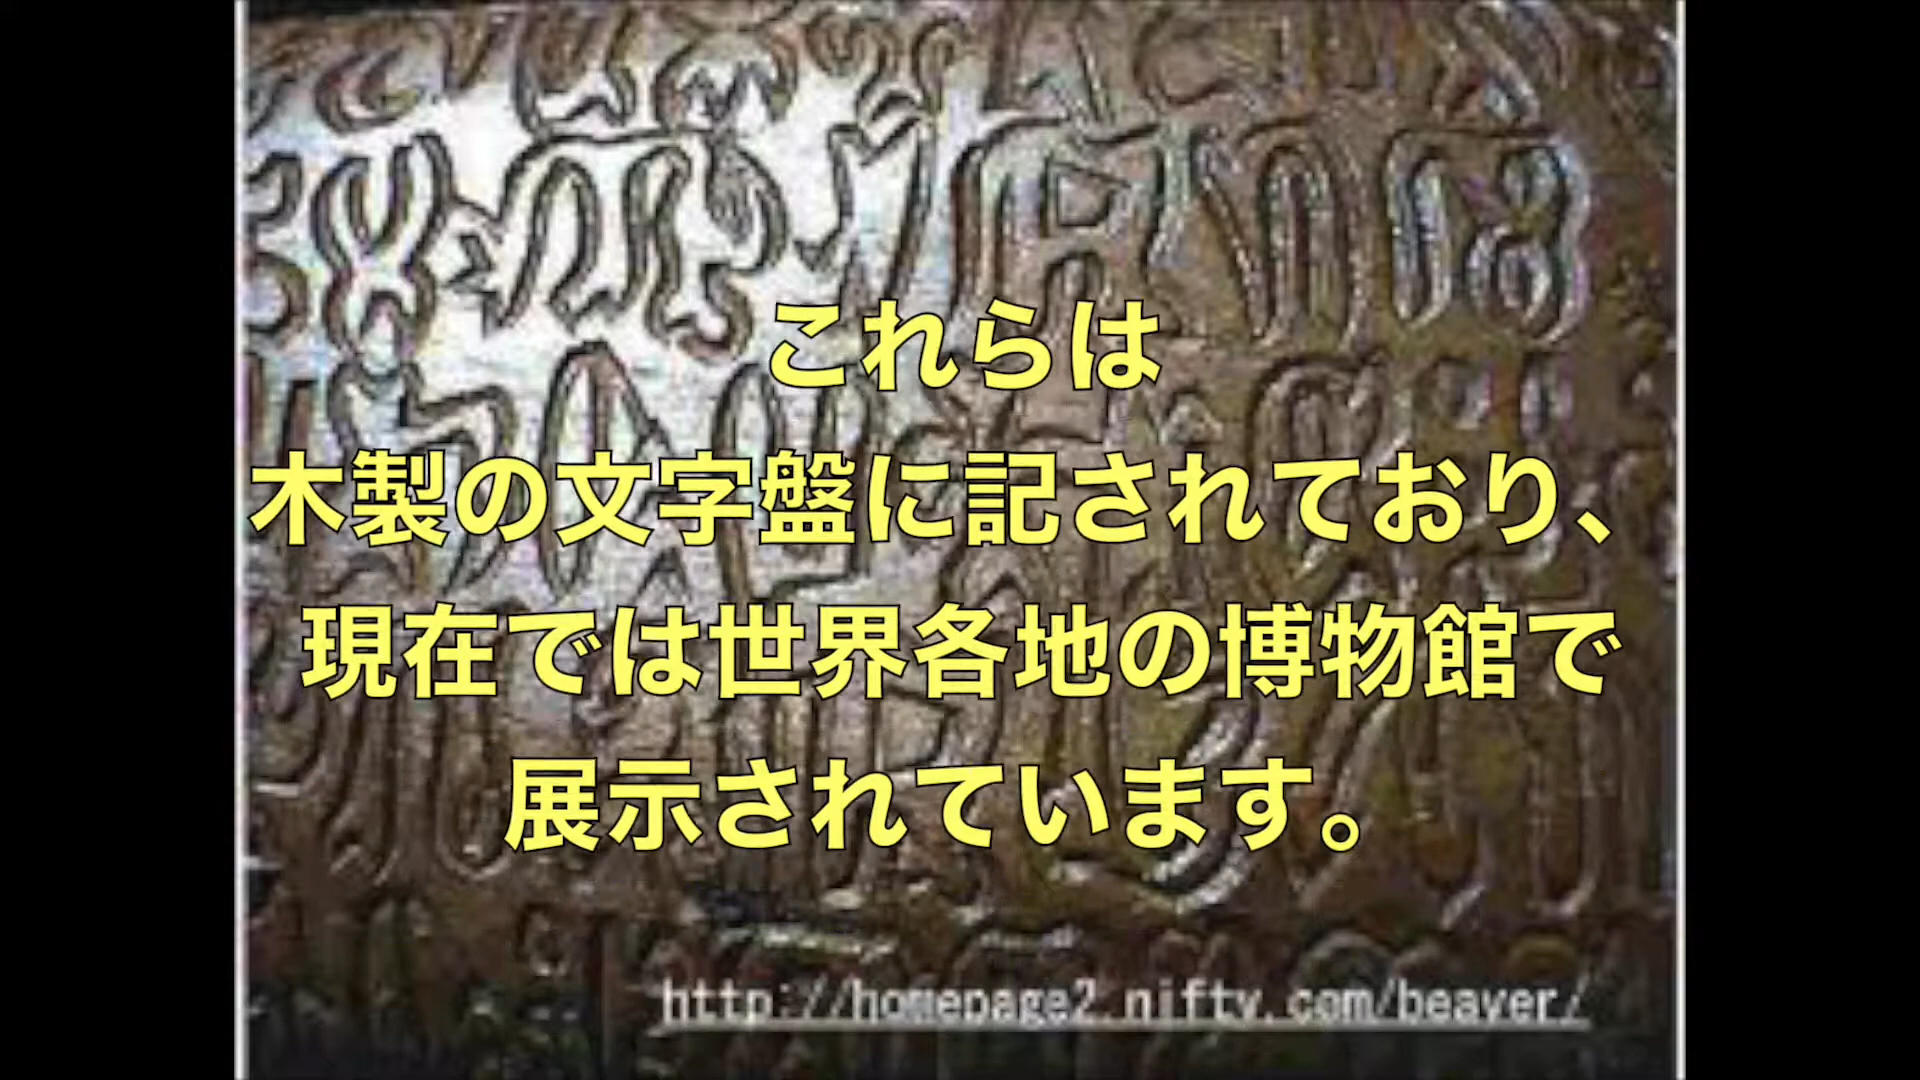 これらは
木製の文字盤に記されており、
現在では世界各地の博物館で
展示されています。
http://homepage2.nifty.com/beaver/